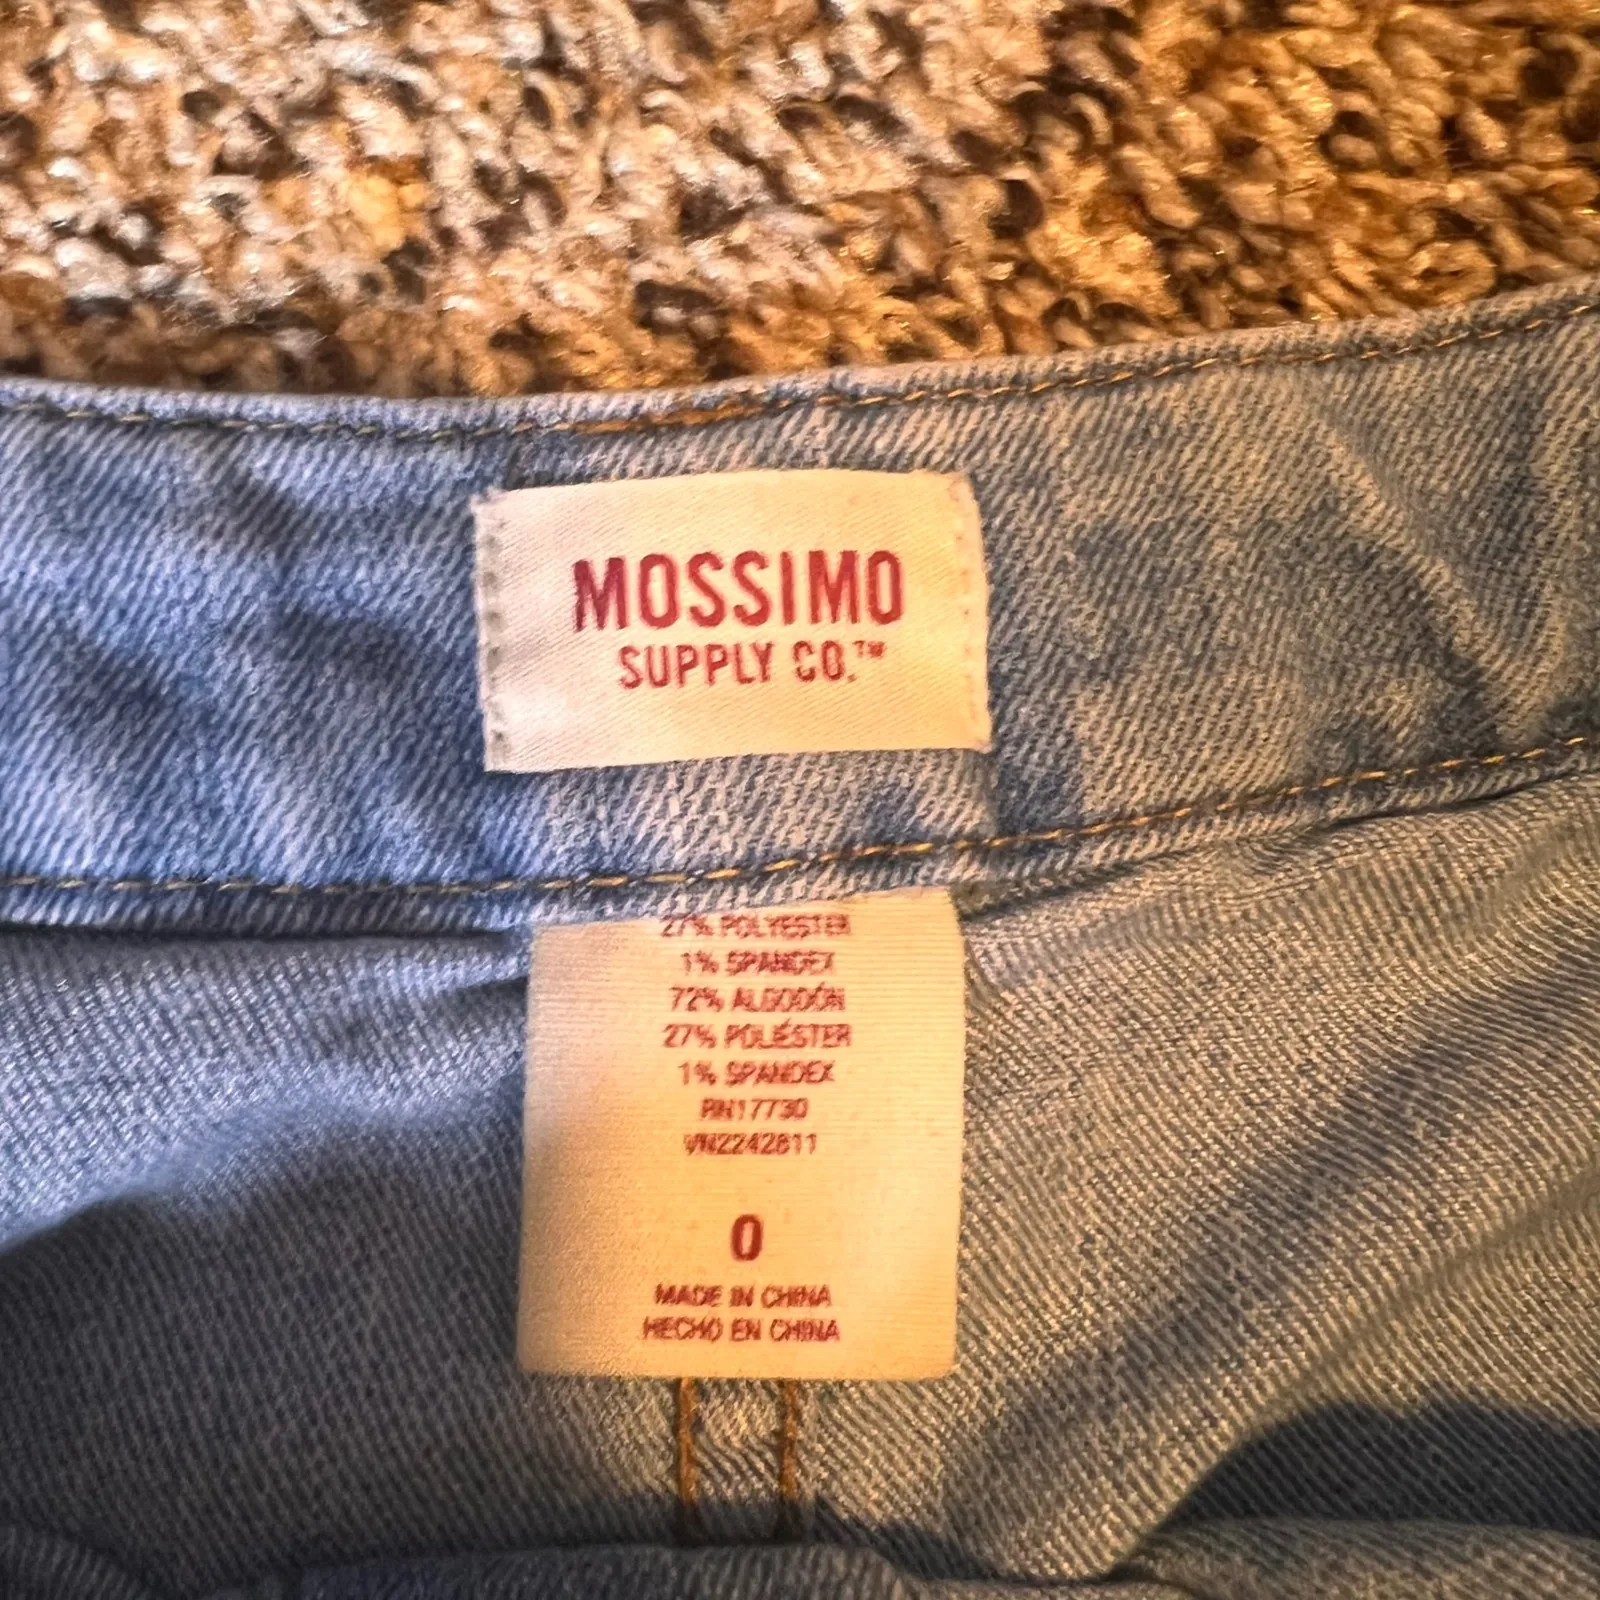 MOSSIMO
SUPPLY CO.™
27% POLYESTER
1% SPANDEX
72% ALGODÓN
27% POLIÉSTER
1% SPANDEX
RN17730
VN2242811
0
MADE IN CHINA
HECHO EN CHINA